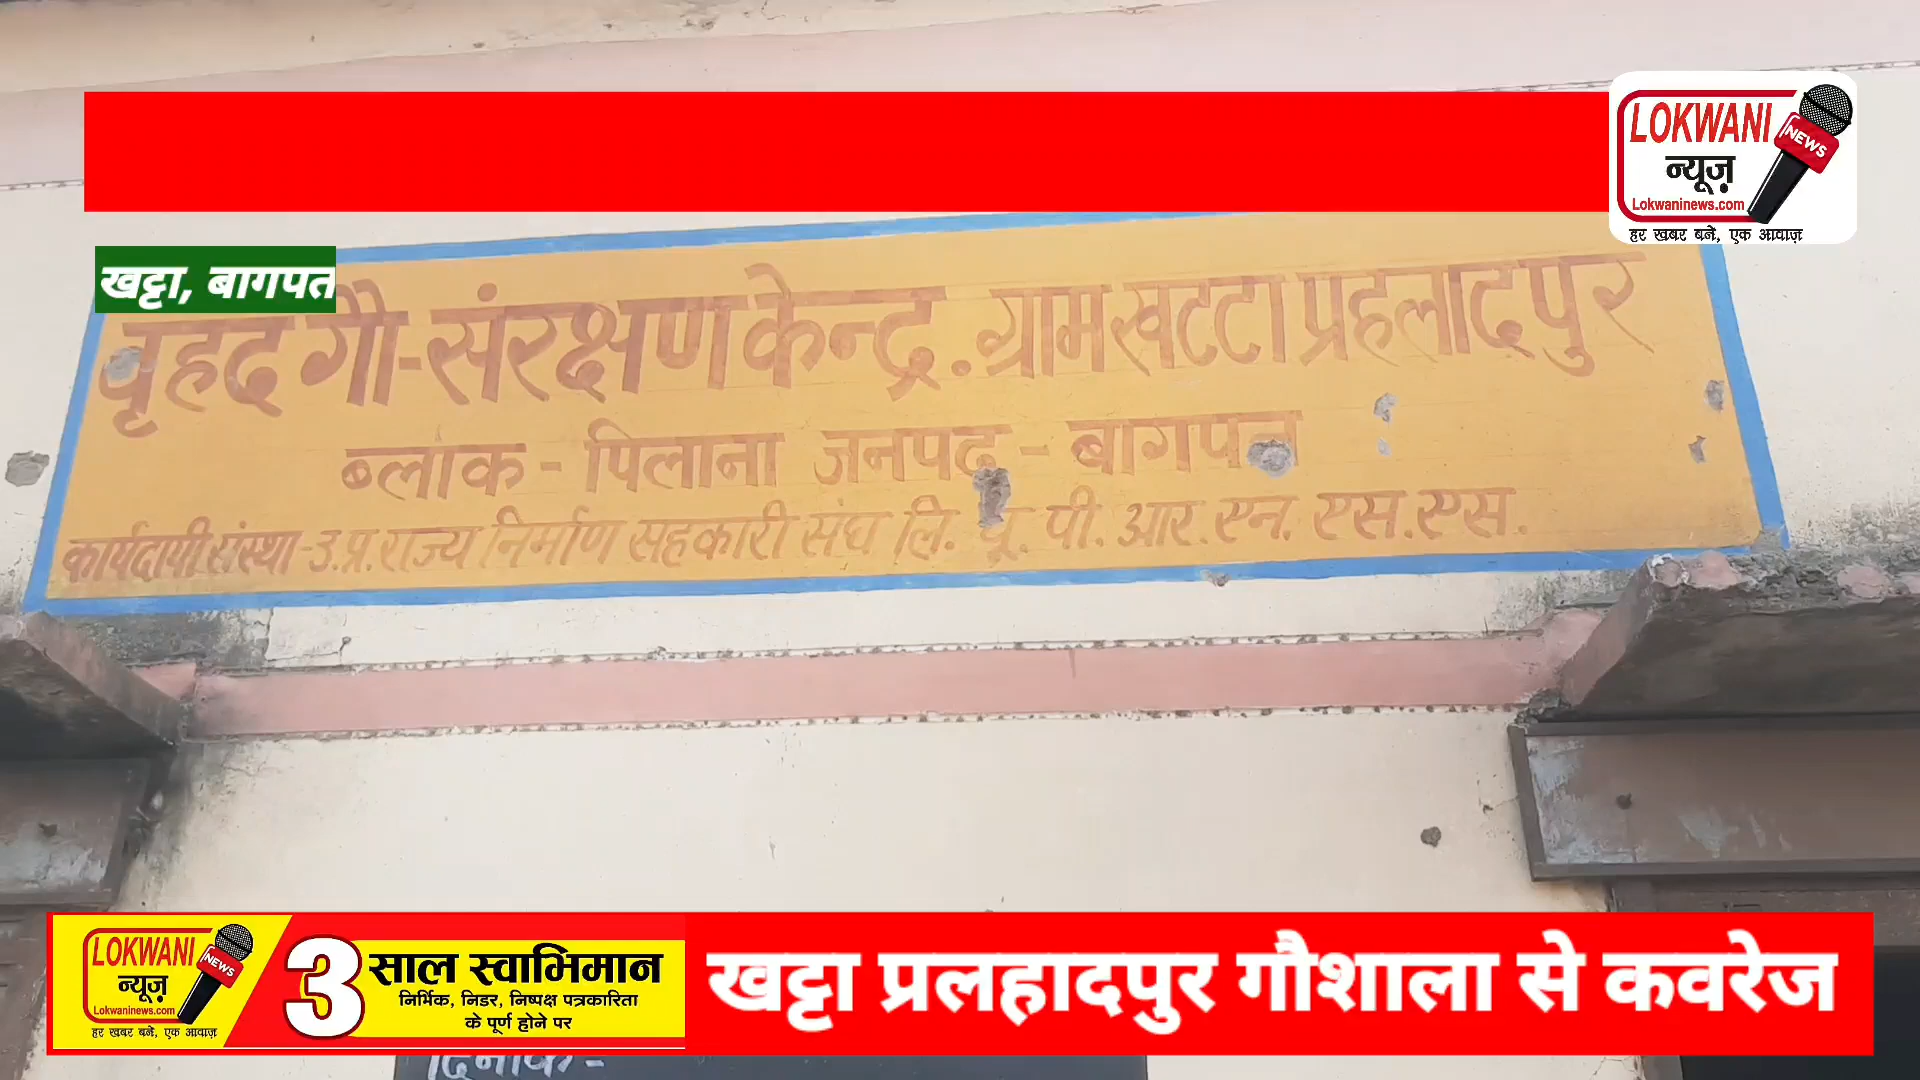 LOKWANI
NEWS
न्यूज़
Lokwaninews.com
हर खबर बने, एक आवाज़
खट्टा, बागपत
वृहद गौ-संरक्षण केन्द्र. ग्राम खटटा प्रहलादपुर
ब्लाक - पिलाना जनपद - बागपत
कार्यदायी संस्था - उ.प्र. राज्य निर्माण सहकारी संघ लि. यू. पी. आर. एन. एस. एस.
LOKWANI
NEWS
न्यूज़
Lokwaninews.com
हर खबर बने, एक आवाज़
3 साल स्वाभिमान
निर्भिक, निडर, निष्पक्ष पत्रकारिता
के पूर्ण होने पर
खट्टा प्रलहादपुर गौशाला से कवरेज
दिनांक -